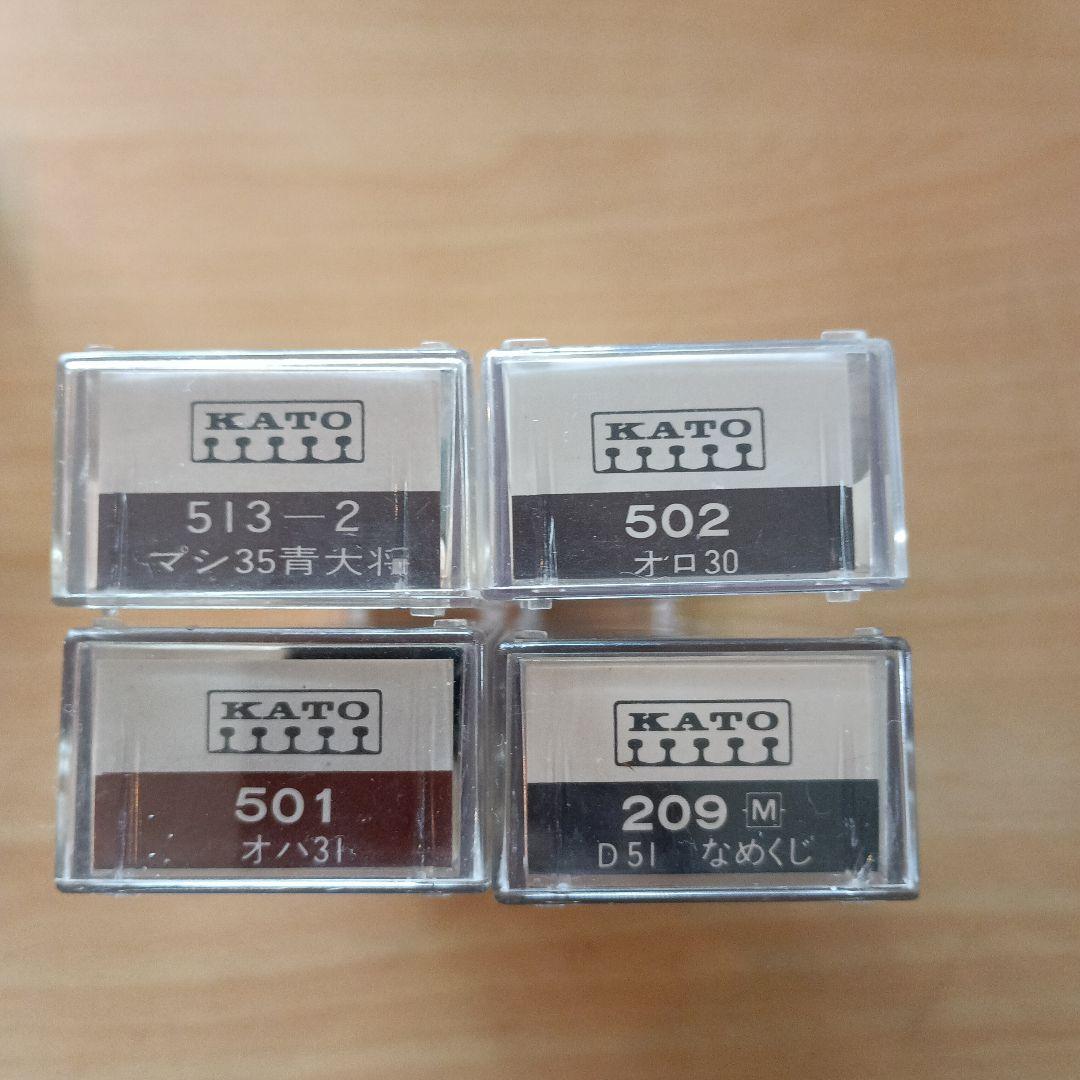 KATO
513-2
マシ35青大将
KATO
502
オロ30
KATO
501
オハ31
KATO
209 M
D51 なめくじ